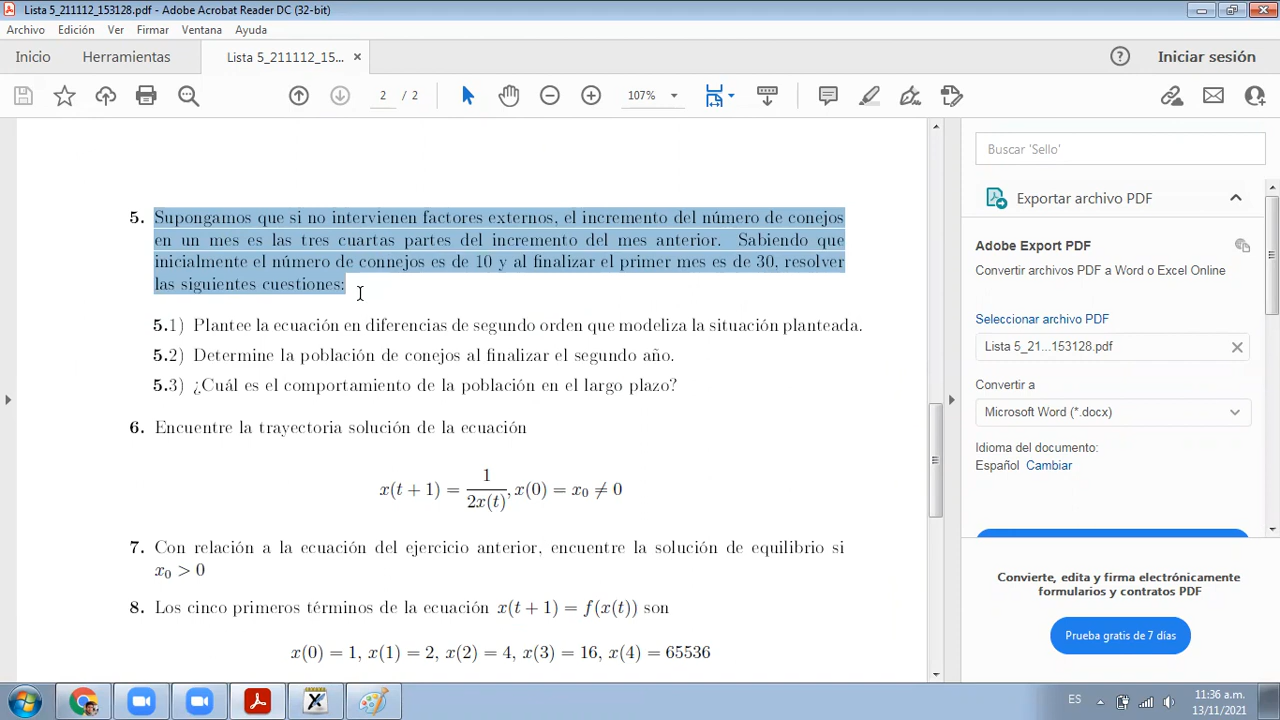 Lista 5_211112_153128.pdf - Adobe Acrobat Reader DC (32-bit)
Archivo Edición Ver Firmar Ventana Ayuda
Inicio Herramientas Lista 5_211112_15... × Iniciar sesión
2 / 2 107%
Buscar 'Sello'
5. Supongamos que si no intervienen factores externos, el incremento del número de conejos
en un mes es las tres cuartas partes del incremento del mes anterior. Sabiendo que
inicialmente el número de connejos es de 10 y al finalizar el primer mes es de 30, resolver
las siguientes cuestiones:
5.1) Plantee la ecuación en diferencias de segundo orden que modeliza la situación planteada.
5.2) Determine la población de conejos al finalizar el segundo año.
5.3) ¿Cuál es el comportamiento de la población en el largo plazo?
6. Encuentre la trayectoria solución de la ecuación
x(t + 1) = 1/2x(t), x(0) = x0 ≠ 0
7. Con relación a la ecuación del ejercicio anterior, encuentre la solución de equilibrio si
x0 > 0
8. Los cinco primeros términos de la ecuación x(t + 1) = f(x(t)) son
x(0) = 1, x(1) = 2, x(2) = 4, x(3) = 16, x(4) = 65536
Exportar archivo PDF
Adobe Export PDF
Convertir archivos PDF a Word o Excel Online
Seleccionar archivo PDF
Lista 5_21...153128.pdf
Convertir a
Microsoft Word (*.docx)
Idioma del documento:
Español Cambiar
Convierte, edita y firma electrónicamente
formularios y contratos PDF
Prueba gratis de 7 días
ES 11:36 a.m.
13/11/2021